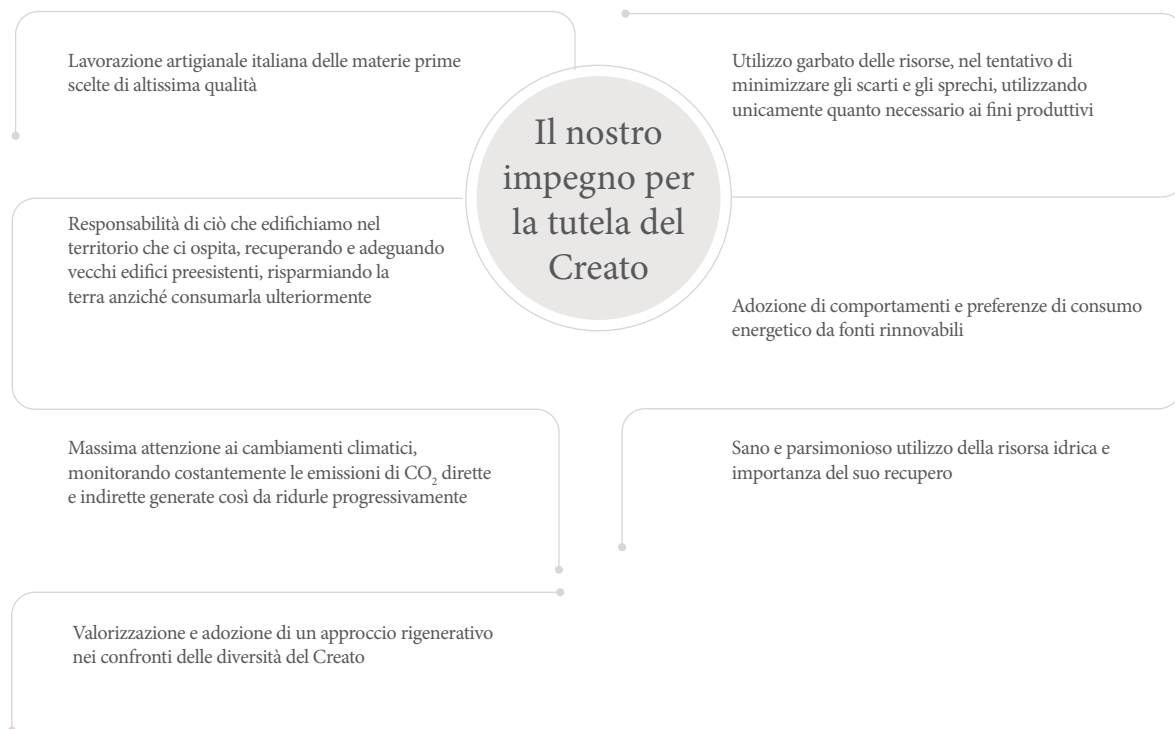 Il nostro
impegno per
la tutela del
Creato
Lavorazione artigianale italiana delle materie prime
scelte di altissima qualità
Utilizzo garbato delle risorse, nel tentativo di
minimizzare gli scarti e gli sprechi, utilizzando
unicamente quanto necessario ai fini produttivi
Responsabilità di ciò che edifichiamo nel
territorio che ci ospita, recuperando e adeguando
vecchi edifici preesistenti, risparmiando la
terra anziché consumarla ulteriormente
Adozione di comportamenti e preferenze di consumo
energetico da fonti rinnovabili
Massima attenzione ai cambiamenti climatici,
monitorando costantemente le emissioni di CO₂ dirette
e indirette generate così da ridurle progressivamente
Sano e parsimonioso utilizzo della risorsa idrica e
importanza del suo recupero
Valorizzazione e adozione di un approccio rigenerativo
nei confronti delle diversità del Creato